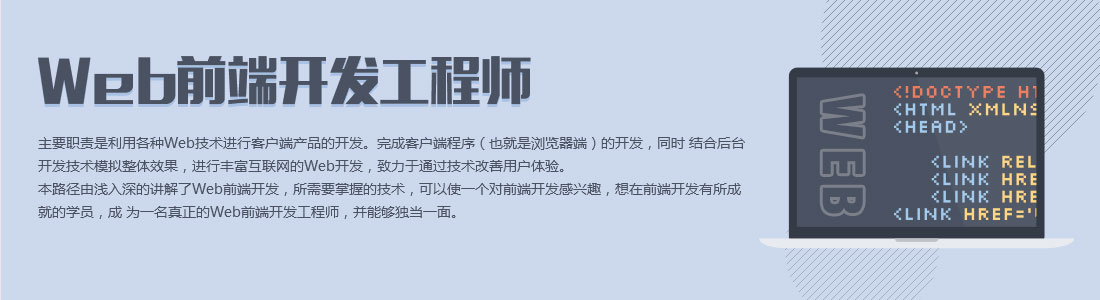 Web前端开发工程师
主要职责是利用各种Web技术进行客户端产品的开发。完成客户端程序（也就是浏览器端）的开发，同时 结合后台
开发技术模拟整体效果，进行丰富互联网的Web开发，致力于通过技术改善用户体验。
本路径由浅入深的讲解了Web前端开发，所需要掌握的技术，可以使一个对前端开发感兴趣，想在前端开发有所成
就的学员，成 为一名真正的Web前端开发工程师，并能够独当一面。
WEB
<!DOCTYPE HT
<HTML XMLNS
<HEAD>
<LINK REL
<LINK HRE
<LINK HRE
<LINK HREF="